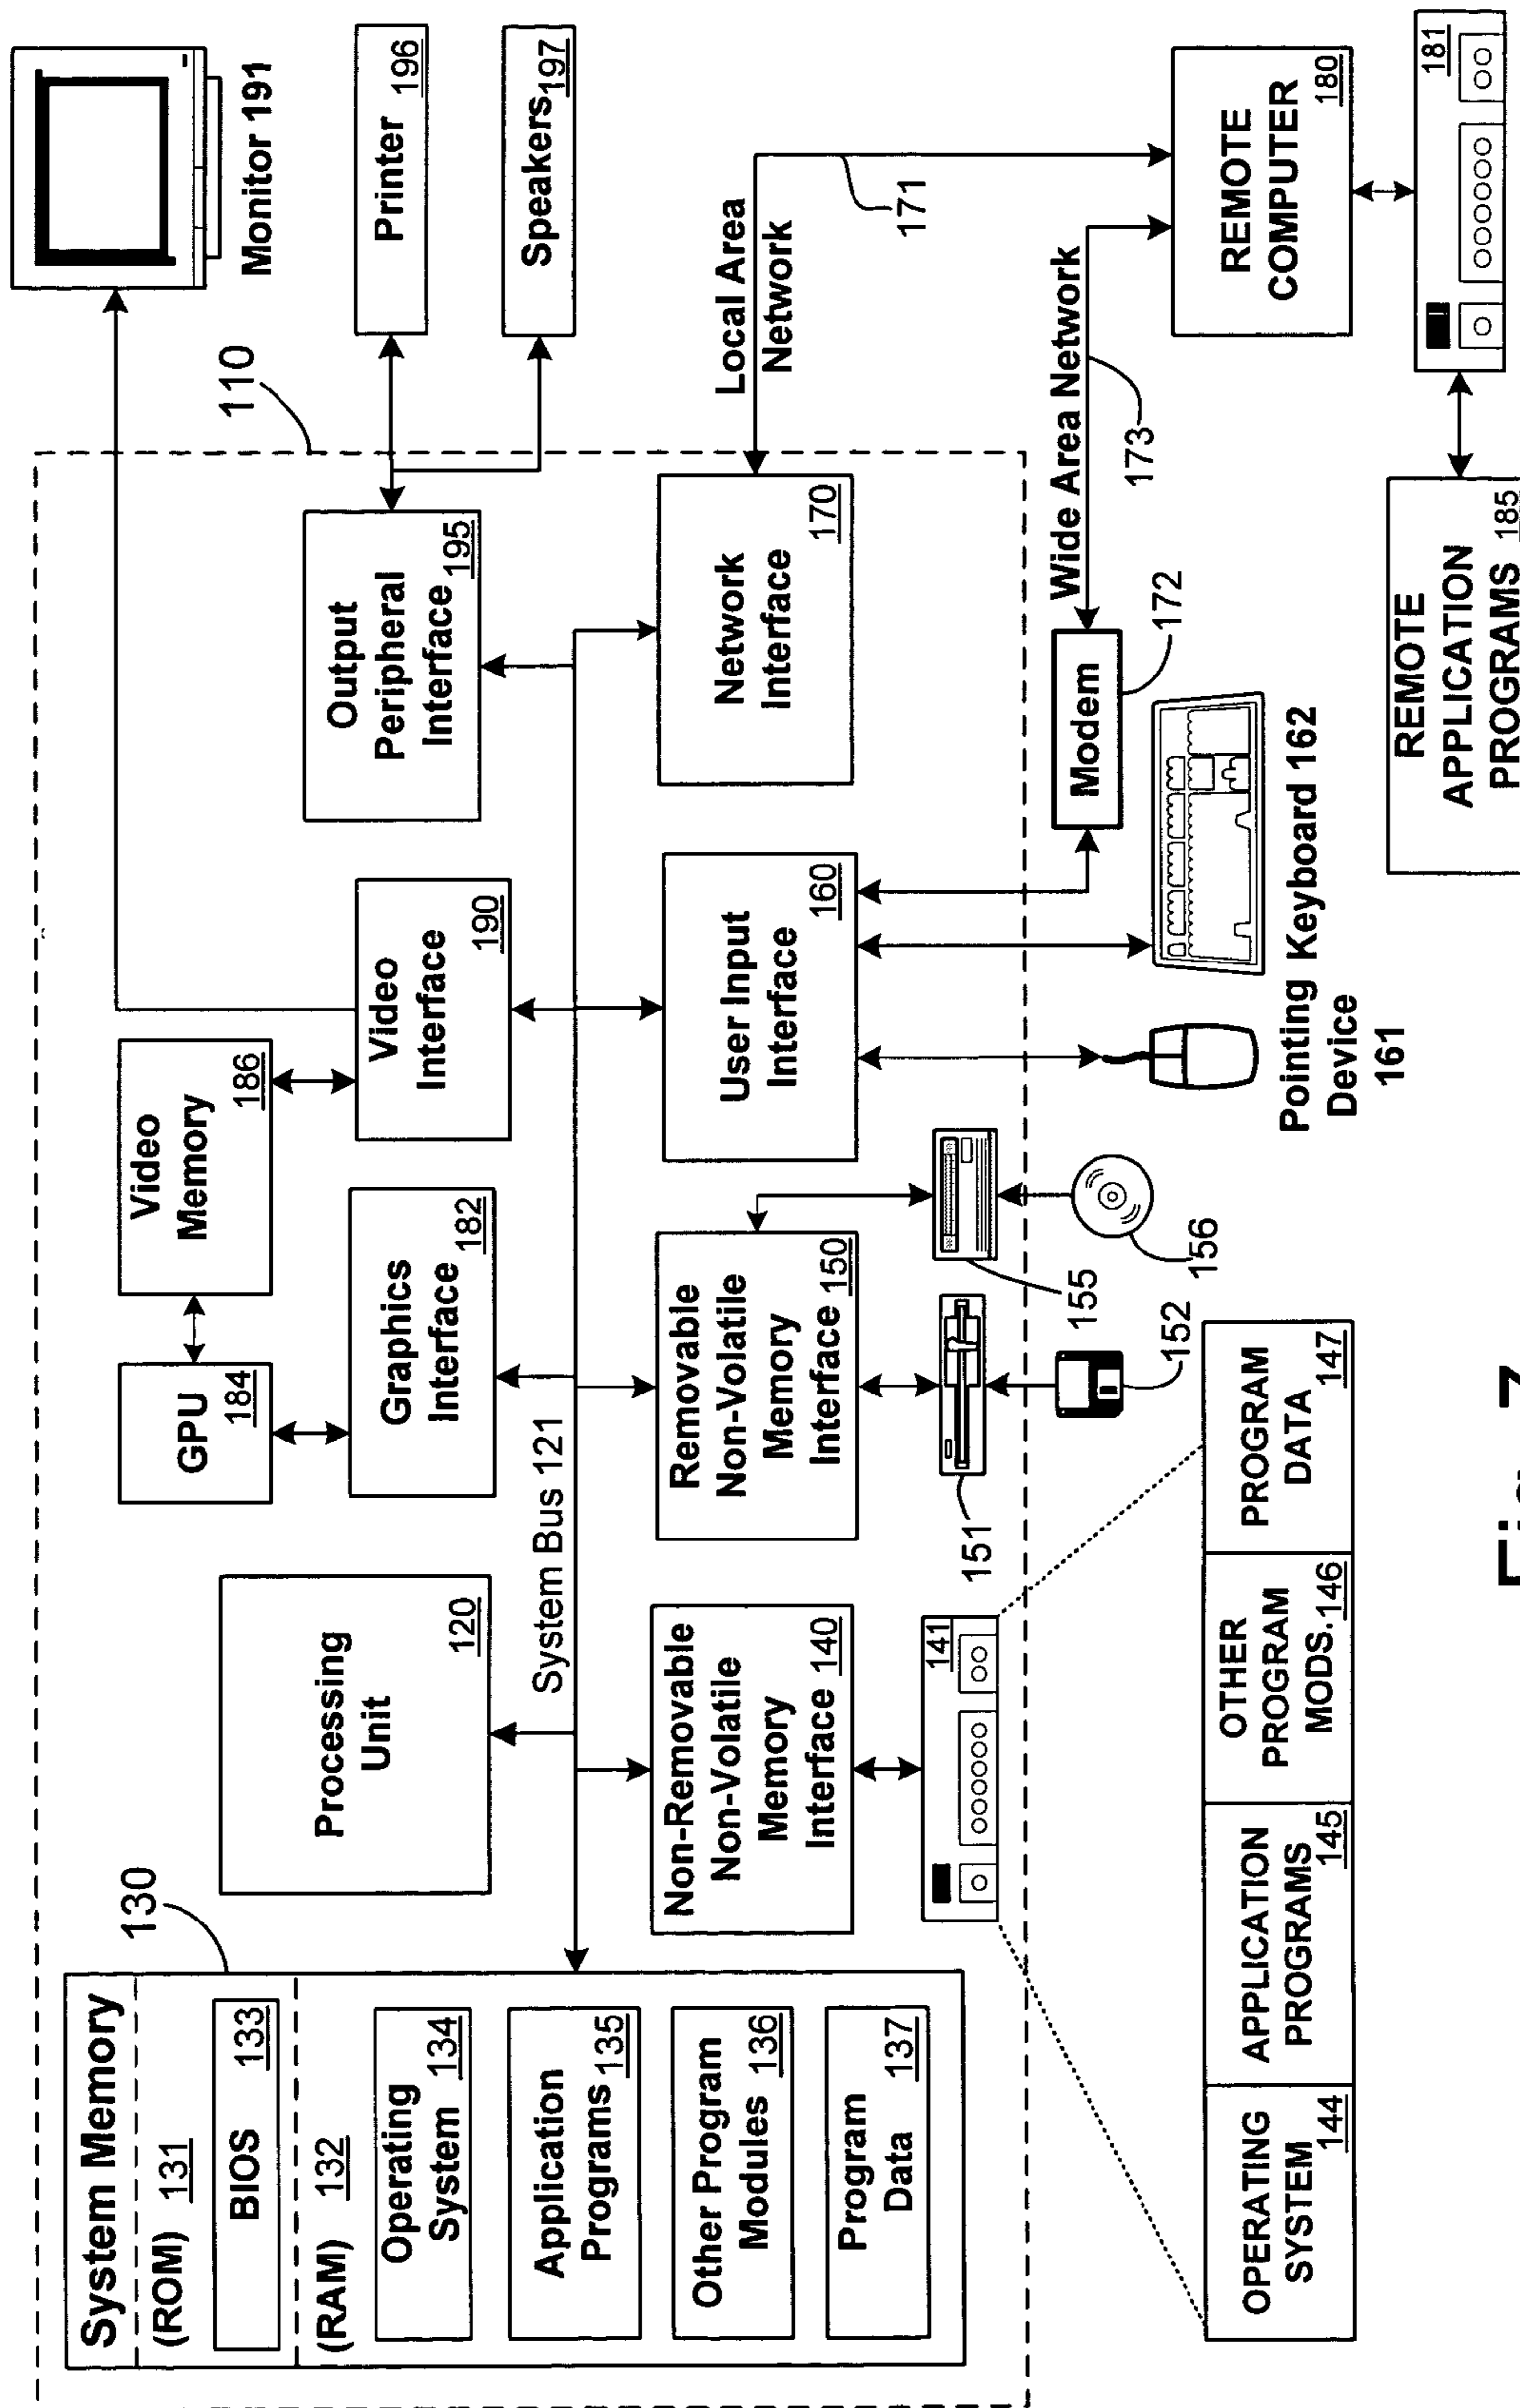 System Memory
(ROM) 131
BIOS 133
(RAM) 132
Operating
System 134
Application
Programs 135
Other Program
Modules 136
Program
Data 137
130
Processing
Unit
120
System Bus 121
GPU
184
Video
Memory
186
Graphics
Interface
182
Video
Interface
190
Output
Peripheral
Interface 195
110
Monitor 191
Printer
196
Speakers 197
Non-Removable
Non-Volatile
Memory
Interface 140
Removable
Non-Volatile
Memory
Interface 150
User Input
Interface
160
Network
Interface
170
Local Area
Network
171
Wide Area Network
173
Modem
172
141
151
152
155
156
Pointing
Device
161
Keyboard 162
REMOTE
COMPUTER
180
181
REMOTE
APPLICATION
PROGRAMS 185
OPERATING
SYSTEM
144
APPLICATION
PROGRAMS
145
OTHER
PROGRAM
MODS. 146
PROGRAM
DATA
147